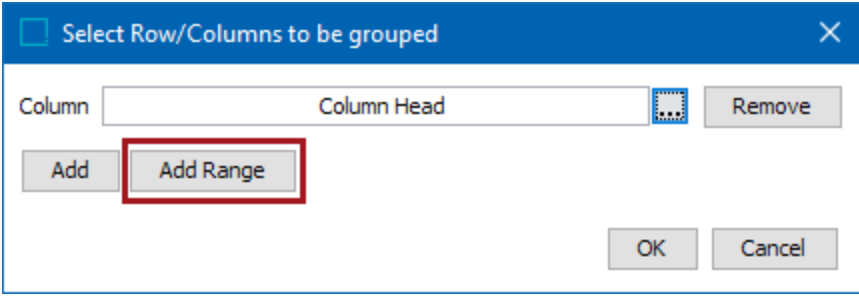 Select Row/Columns to be grouped
Column Column Head ... Remove
Add Add Range
OK Cancel